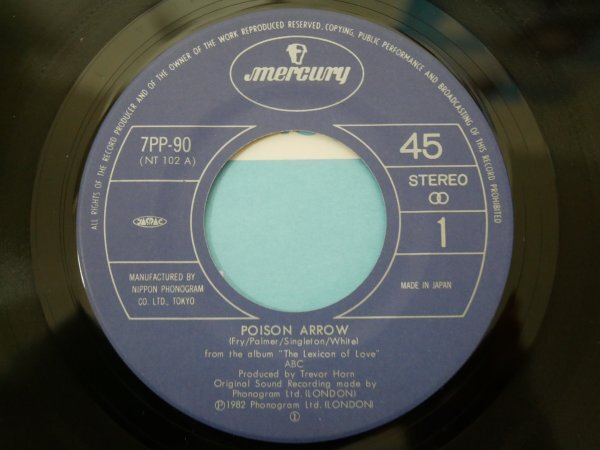 ALL RIGHTS OF THE RECORD PRODUCER AND OF THE OWNER OF THE WORK REPRODUCED RESERVED. COPYING, PUBLIC PERFORMANCE AND BROADCASTING OF THIS RECORD PROHIBITED
mercury
7PP-90
(NT 102 A)
45
STEREO
1
JASRAC
MANUFACTURED BY
NIPPON PHONOGRAM
CO. LTD., TOKYO
MADE IN JAPAN
POISON ARROW
(Fry/Palmer/Singleton/White)
from the album "The Lexicon of Love"
ABC
Produced by Trevor Horn
Original Sound Recording made by
Phonogram Ltd. (LONDON)
Ⓟ1982 Phonogram Ltd. (LONDON)
①